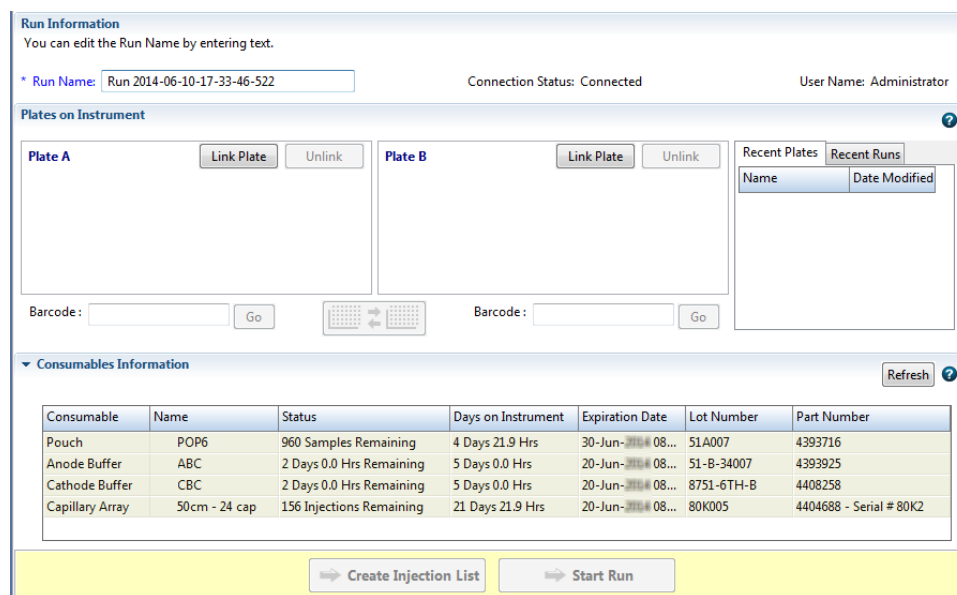 Run Information
You can edit the Run Name by entering text.
* Run Name: Run 2014-06-10-17-33-46-522 Connection Status: Connected User Name: Administrator
Plates on Instrument
Plate A Link Plate Unlink Plate B Link Plate Unlink Recent Plates Recent Runs
Name Date Modified
Barcode: Go Barcode: Go
Consumables Information
Refresh
Consumable Name Status Days on Instrument Expiration Date Lot Number Part Number
Pouch POP6 960 Samples Remaining 4 Days 21.9 Hrs 30-Jun- 08... 51A007 4393716
Anode Buffer ABC 2 Days 0.0 Hrs Remaining 5 Days 0.0 Hrs 20-Jun- 08... 51-B-34007 4393925
Cathode Buffer CBC 2 Days 0.0 Hrs Remaining 5 Days 0.0 Hrs 20-Jun- 08... 8751-6TH-B 4408258
Capillary Array 50cm - 24 cap 156 Injections Remaining 21 Days 21.9 Hrs 20-Jun- 08... 80K005 4404688 - Serial # 80K2
Create Injection List Start Run